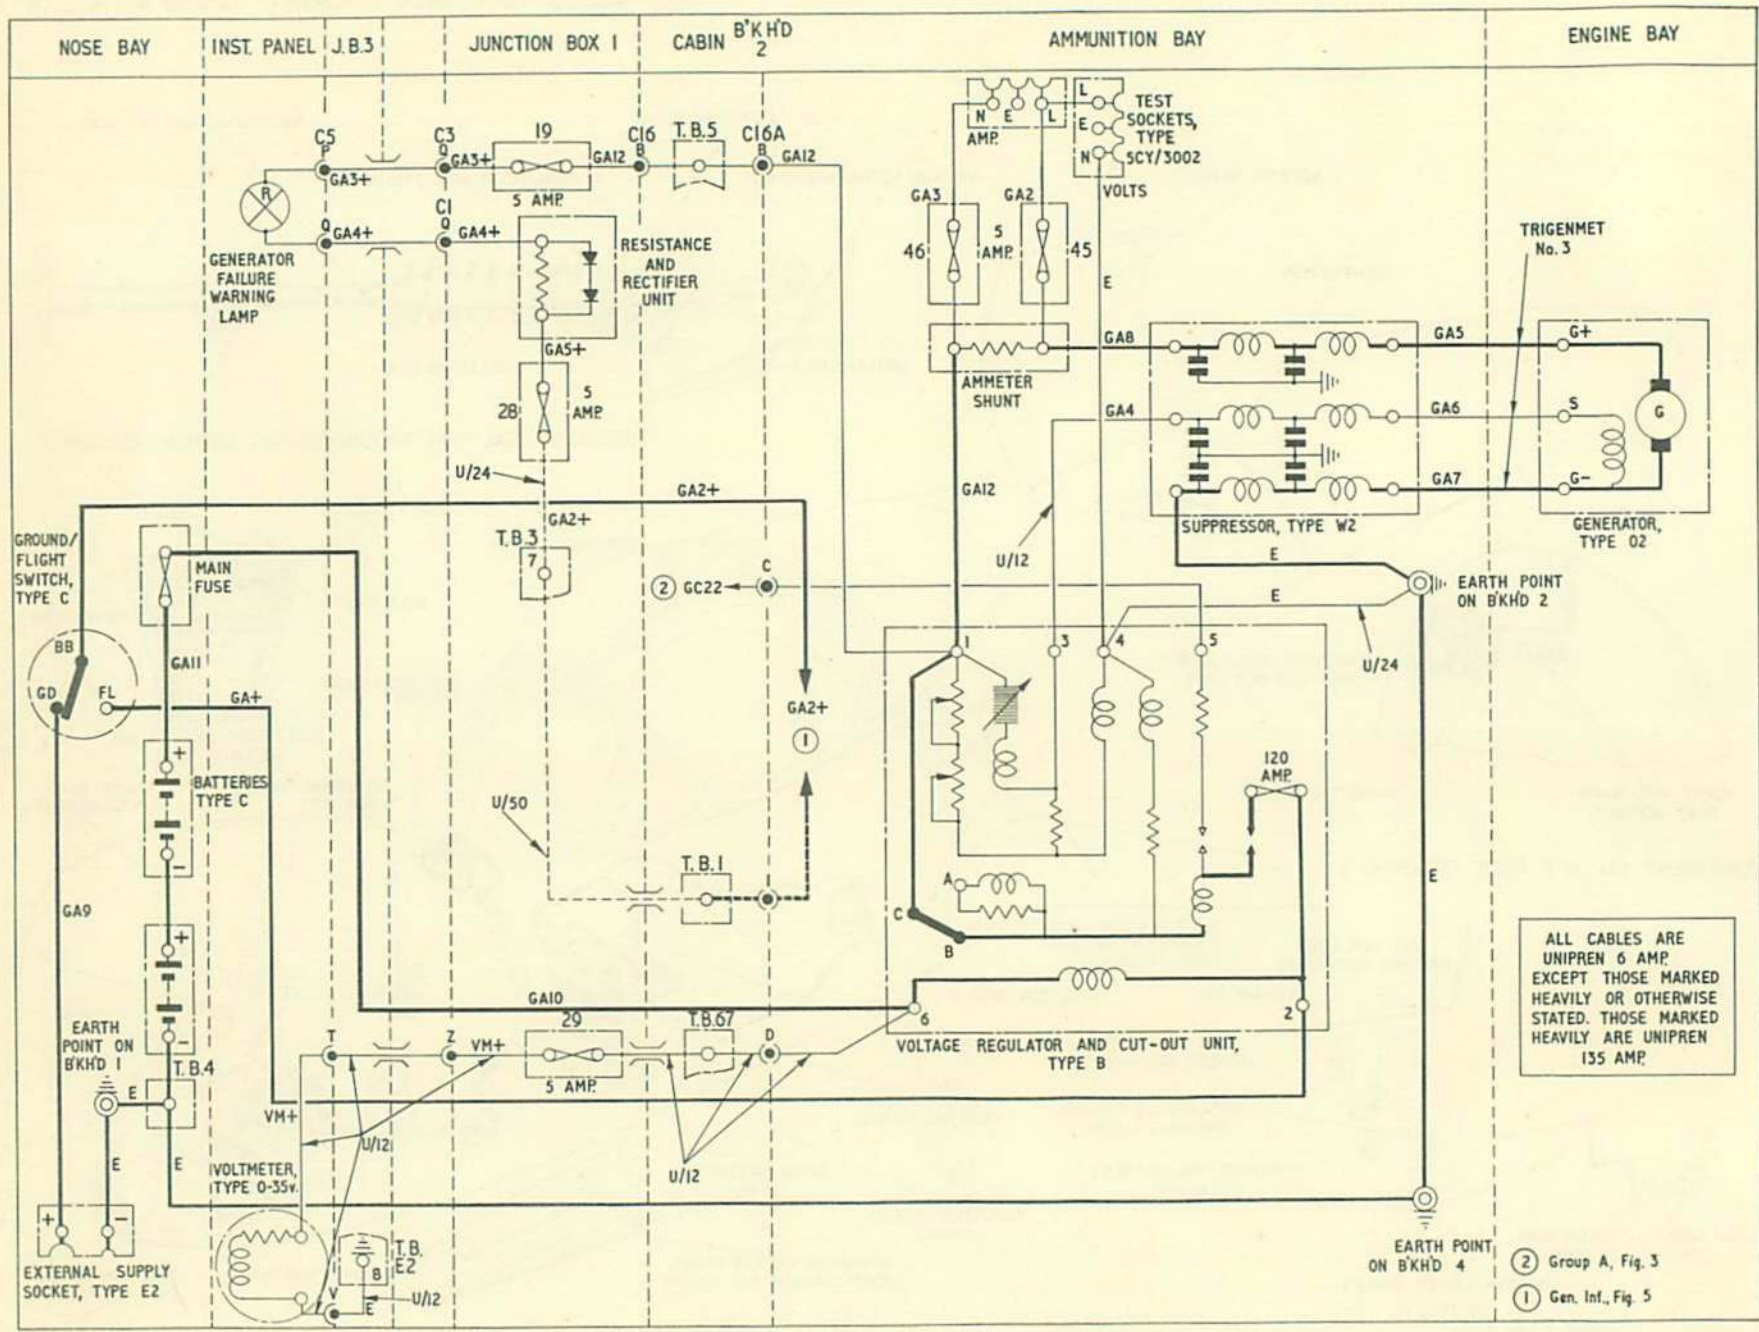 NOSE BAY
INST. PANEL
J.B.3
JUNCTION BOX 1
CABIN
B'KH'D
2
AMMUNITION BAY
ENGINE BAY
C5
P
GA3+
C3
Q
GA3+
19
GA12
5 AMP.
C16
B
T.B.5
C16A
B
GA12
N E L
AMP.
L
E
N
TEST
SOCKETS,
TYPE
5CY/3002
VOLTS
R
Q
GA4+
C1
Q
GA4+
GENERATOR
FAILURE
WARNING
LAMP
RESISTANCE
AND
RECTIFIER
UNIT
GA5+
28
5
AMP.
GA3
GA2
46
5
AMP.
45
E
AMMETER
SHUNT
GA8
GA4
TRIGENMET
No. 3
GA5
GA6
GA7
G+
S
G-
G
SUPPRESSOR, TYPE W2
GENERATOR,
TYPE O2
U/24
GA2+
GA2+
GA12
U/12
GROUND/
FLIGHT
SWITCH,
TYPE C
MAIN
FUSE
T.B.3
7
2 GC22
C
E
E
EARTH POINT
ON B'KH'D 2
U/24
BB
GD
FL
GA11
GA+
GA2+
1
1
3
4
5
120
AMP.
BATTERIES
TYPE C
+
-
+
-
U/50
T.B.1
A
C
B
GA9
E
ALL CABLES ARE
UNIPREN 6 AMP.
EXCEPT THOSE MARKED
HEAVILY OR OTHERWISE
STATED. THOSE MARKED
HEAVILY ARE UNIPREN
135 AMP.
GA10
6
2
EARTH
POINT ON
B'KH'D 1
T.B.4
E
T
Z
VM+
29
5 AMP.
T.B.67
D
VOLTAGE REGULATOR AND CUT-OUT UNIT,
TYPE B
VM+
U/12
U/12
E
E
VOLTMETER,
TYPE O-35v.
+
-
EXTERNAL SUPPLY
SOCKET, TYPE E2
T.B.
E2
B
V
E
U/12
EARTH POINT
ON B'KH'D 4
2 Group A, Fig. 3
1 Gen. Inf., Fig. 5